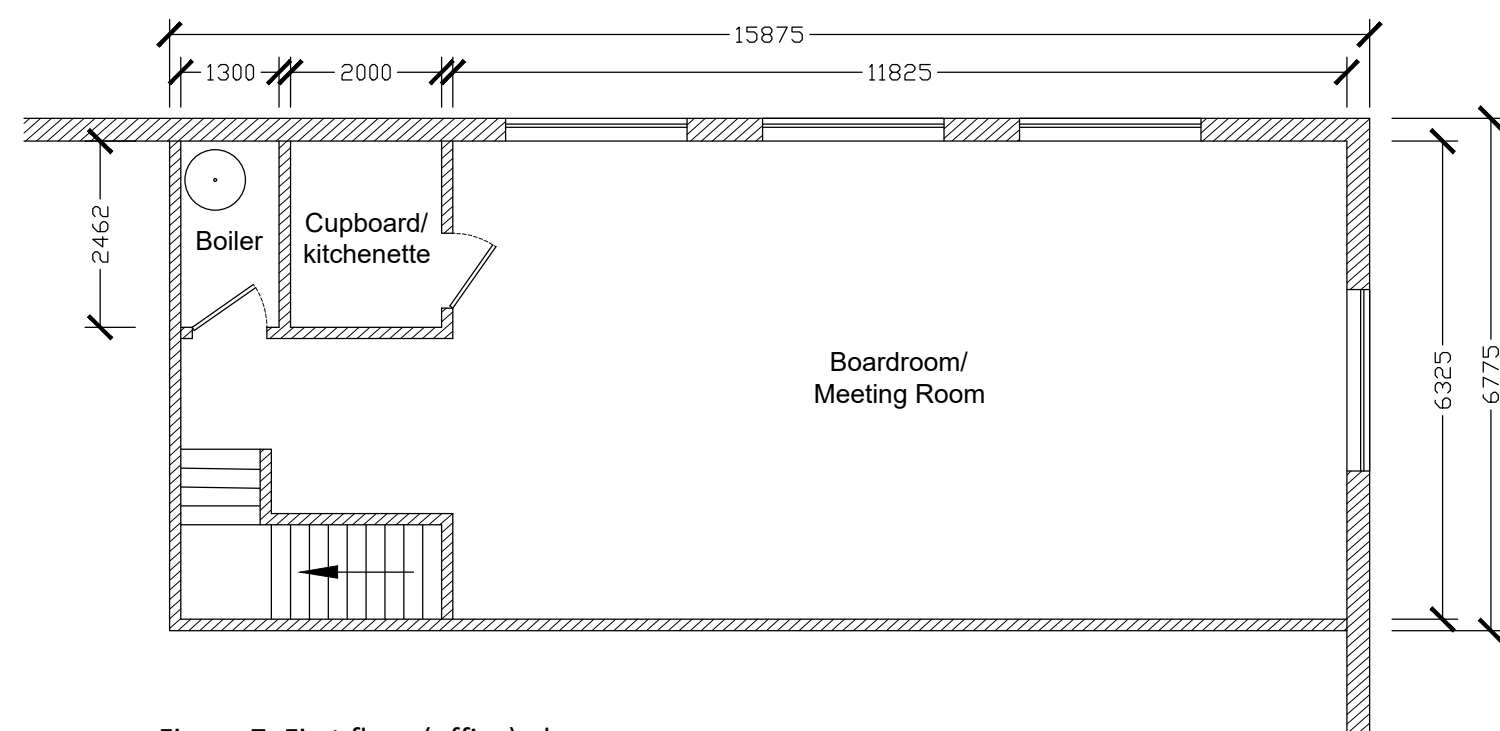 15875
1300
2000
11825
Cupboard/
kitchenette
Boiler
2462
Boardroom/
Meeting Room
6325
6775